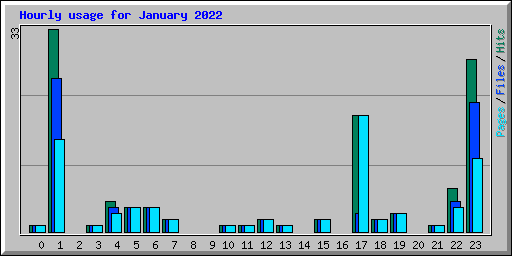 Hourly usage for January 2022
33
Pages/Files/Hits
0 1 2 3 4 5 6 7 8 9 10 11 12 13 14 15 16 17 18 19 20 21 22 23